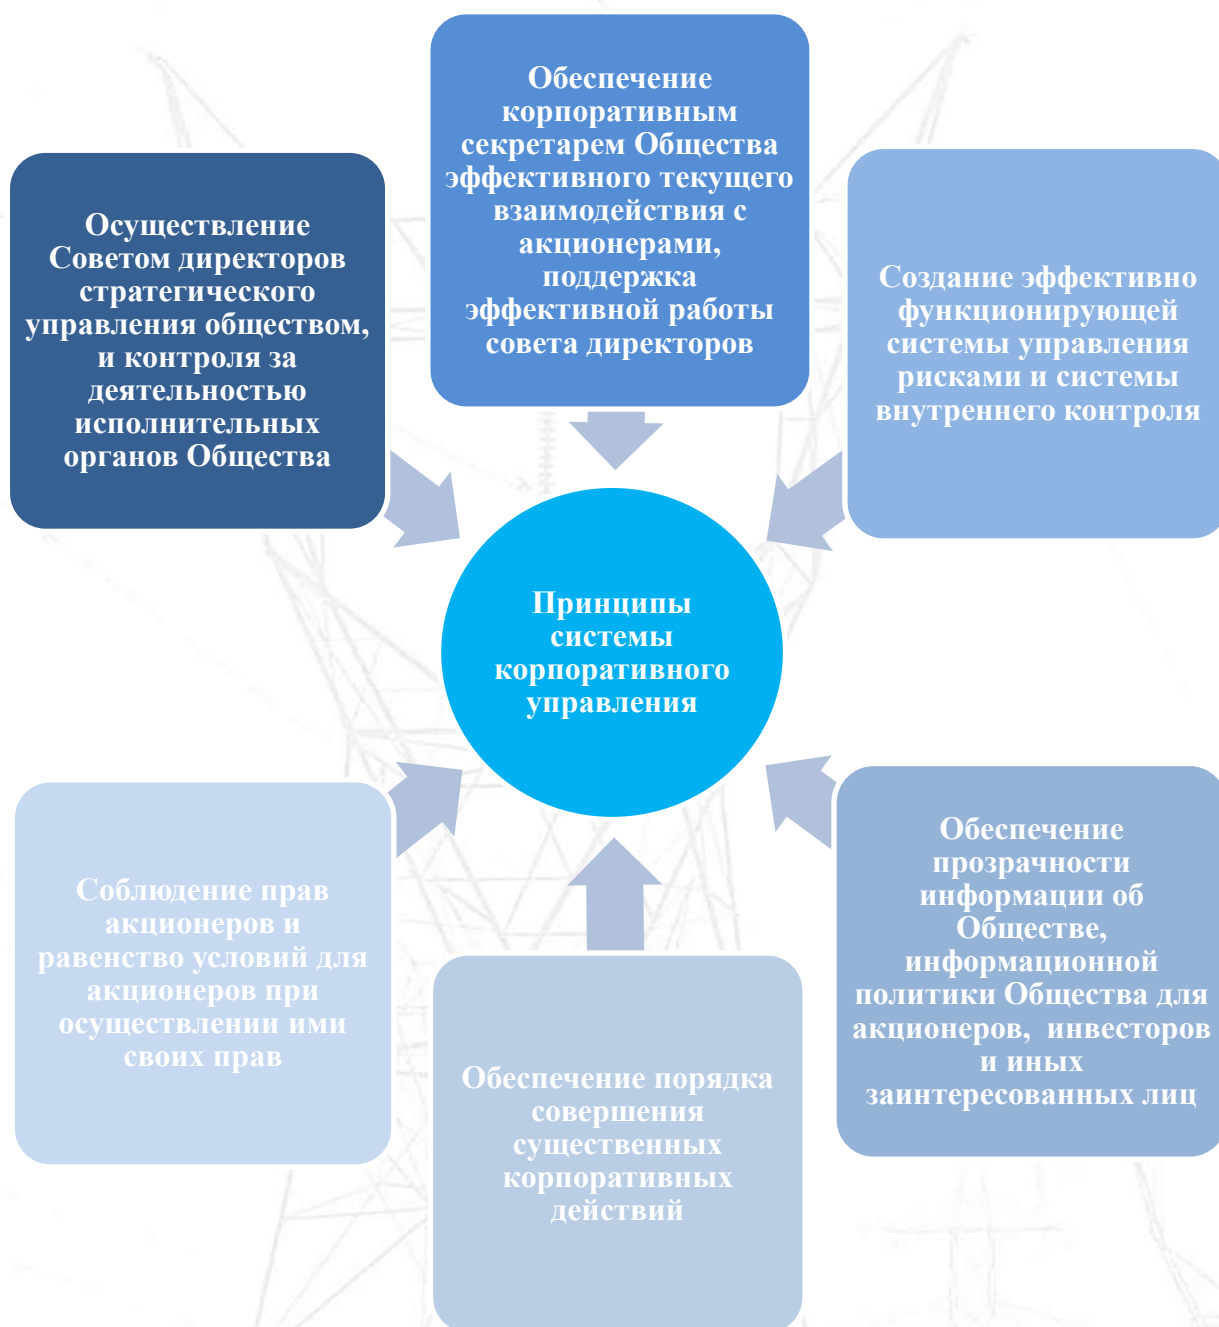 Обеспечение
корпоративным
секретарем Общества
эффективного текущего
взаимодействия с
акционерами,
поддержка
эффективной работы
совета директоров
Осуществление
Советом директоров
стратегического
управления обществом,
и контроля за
деятельностью
исполнительных
органов Общества
Создание эффективно
функционирующей
системы управления
рисками и системы
внутреннего контроля
Принципы
системы
корпоративного
управления
Соблюдение прав
акционеров и
равенство условий для
акционеров при
осуществлении ими
своих прав
Обеспечение порядка
совершения
существенных
корпоративных
действий
Обеспечение
прозрачности
информации об
Обществе,
информационной
политики Общества для
акционеров,  инвесторов
и иных
заинтересованных лиц